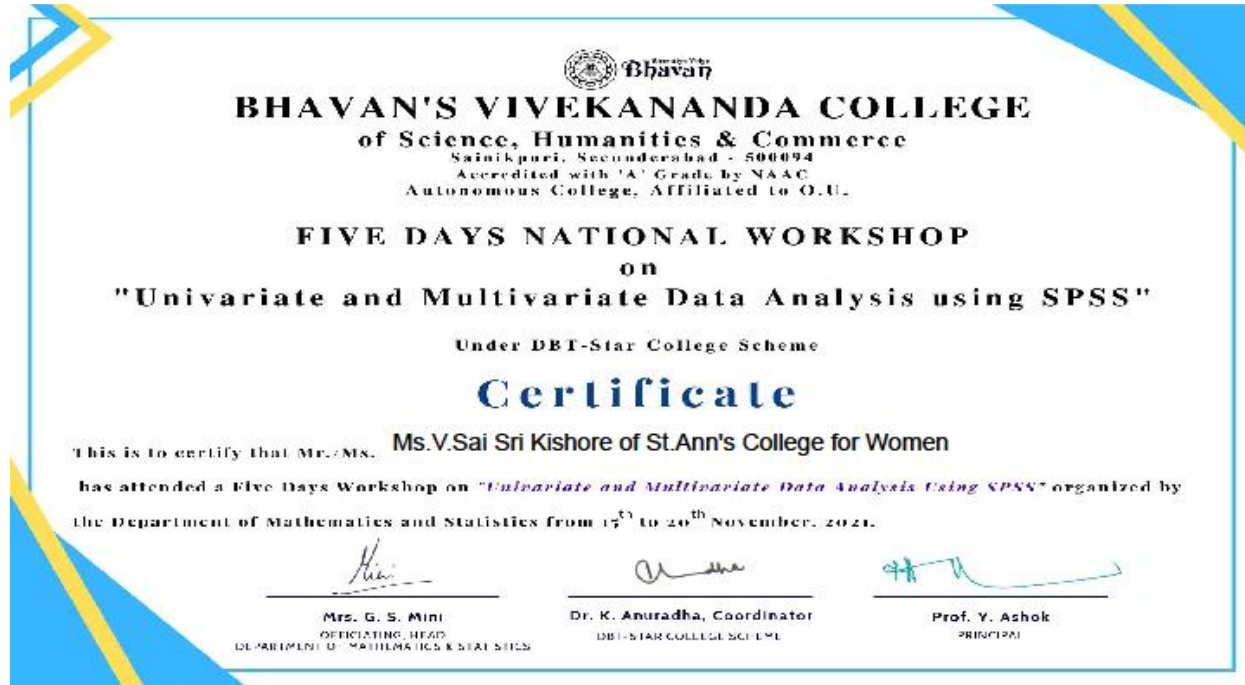 Bharatiya Vidya
Bhavan
BHAVAN'S VIVEKANANDA COLLEGE
of Science, Humanities & Commerce
Sainikpuri, Secunderabad - 500094
Accredited with 'A' Grade by NAAC
Autonomous College, Affiliated to O.U.
FIVE DAYS NATIONAL WORKSHOP
on
"Univariate and Multivariate Data Analysis using SPSS"
Under DBT-Star College Scheme
Certificate
This is to certify that Mr./Ms. Ms.V.Sai Sri Kishore of St.Ann's College for Women
has attended a Five Days Workshop on "Univariate and Multivariate Data Analysis Using SPSS" organized by
the Department of Mathematics and Statistics from th to 20th November, 2021.
Mini
Mrs. G. S. Mini
Dr. K. Anuradha, Coordinator
Prof. Y. Ashok
OFFICIATING, HEAD
DBT-STAR COLLEGE SCHEME
PRINCIPAL
DEPARTMENT OF MATHEMATICS & STATISTICS